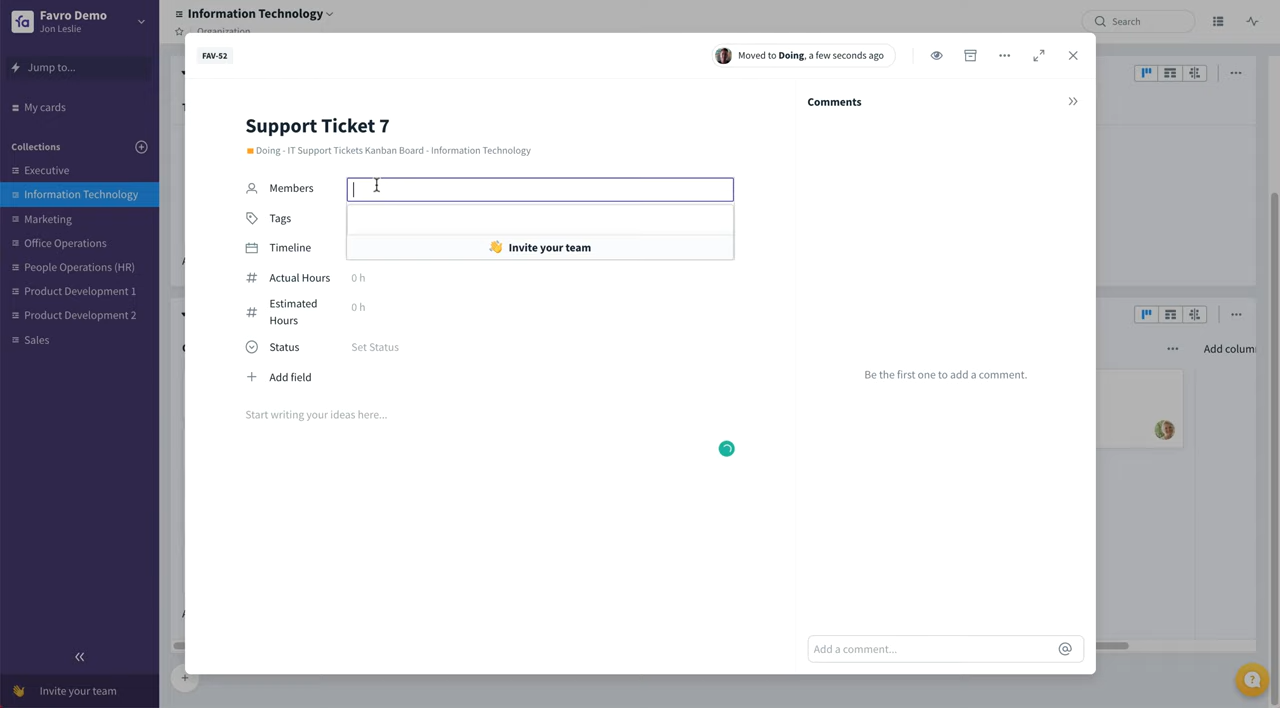 Favro Demo
Jon Leslie
Jump to...
My cards
Collections
Executive
Information Technology
Marketing
Office Operations
People Operations (HR)
Product Development 1
Product Development 2
Sales
Invite your team
Information Technology
Organization
Search
FAV-52
Moved to Doing, a few seconds ago
Support Ticket 7
Doing - IT Support Tickets Kanban Board - Information Technology
Members
Tags
Timeline
👋 Invite your team
Actual Hours
0 h
Estimated
Hours
0 h
Status
Set Status
Add field
Start writing your ideas here...
Comments
Be the first one to add a comment.
Add a comment...
@
Add colum